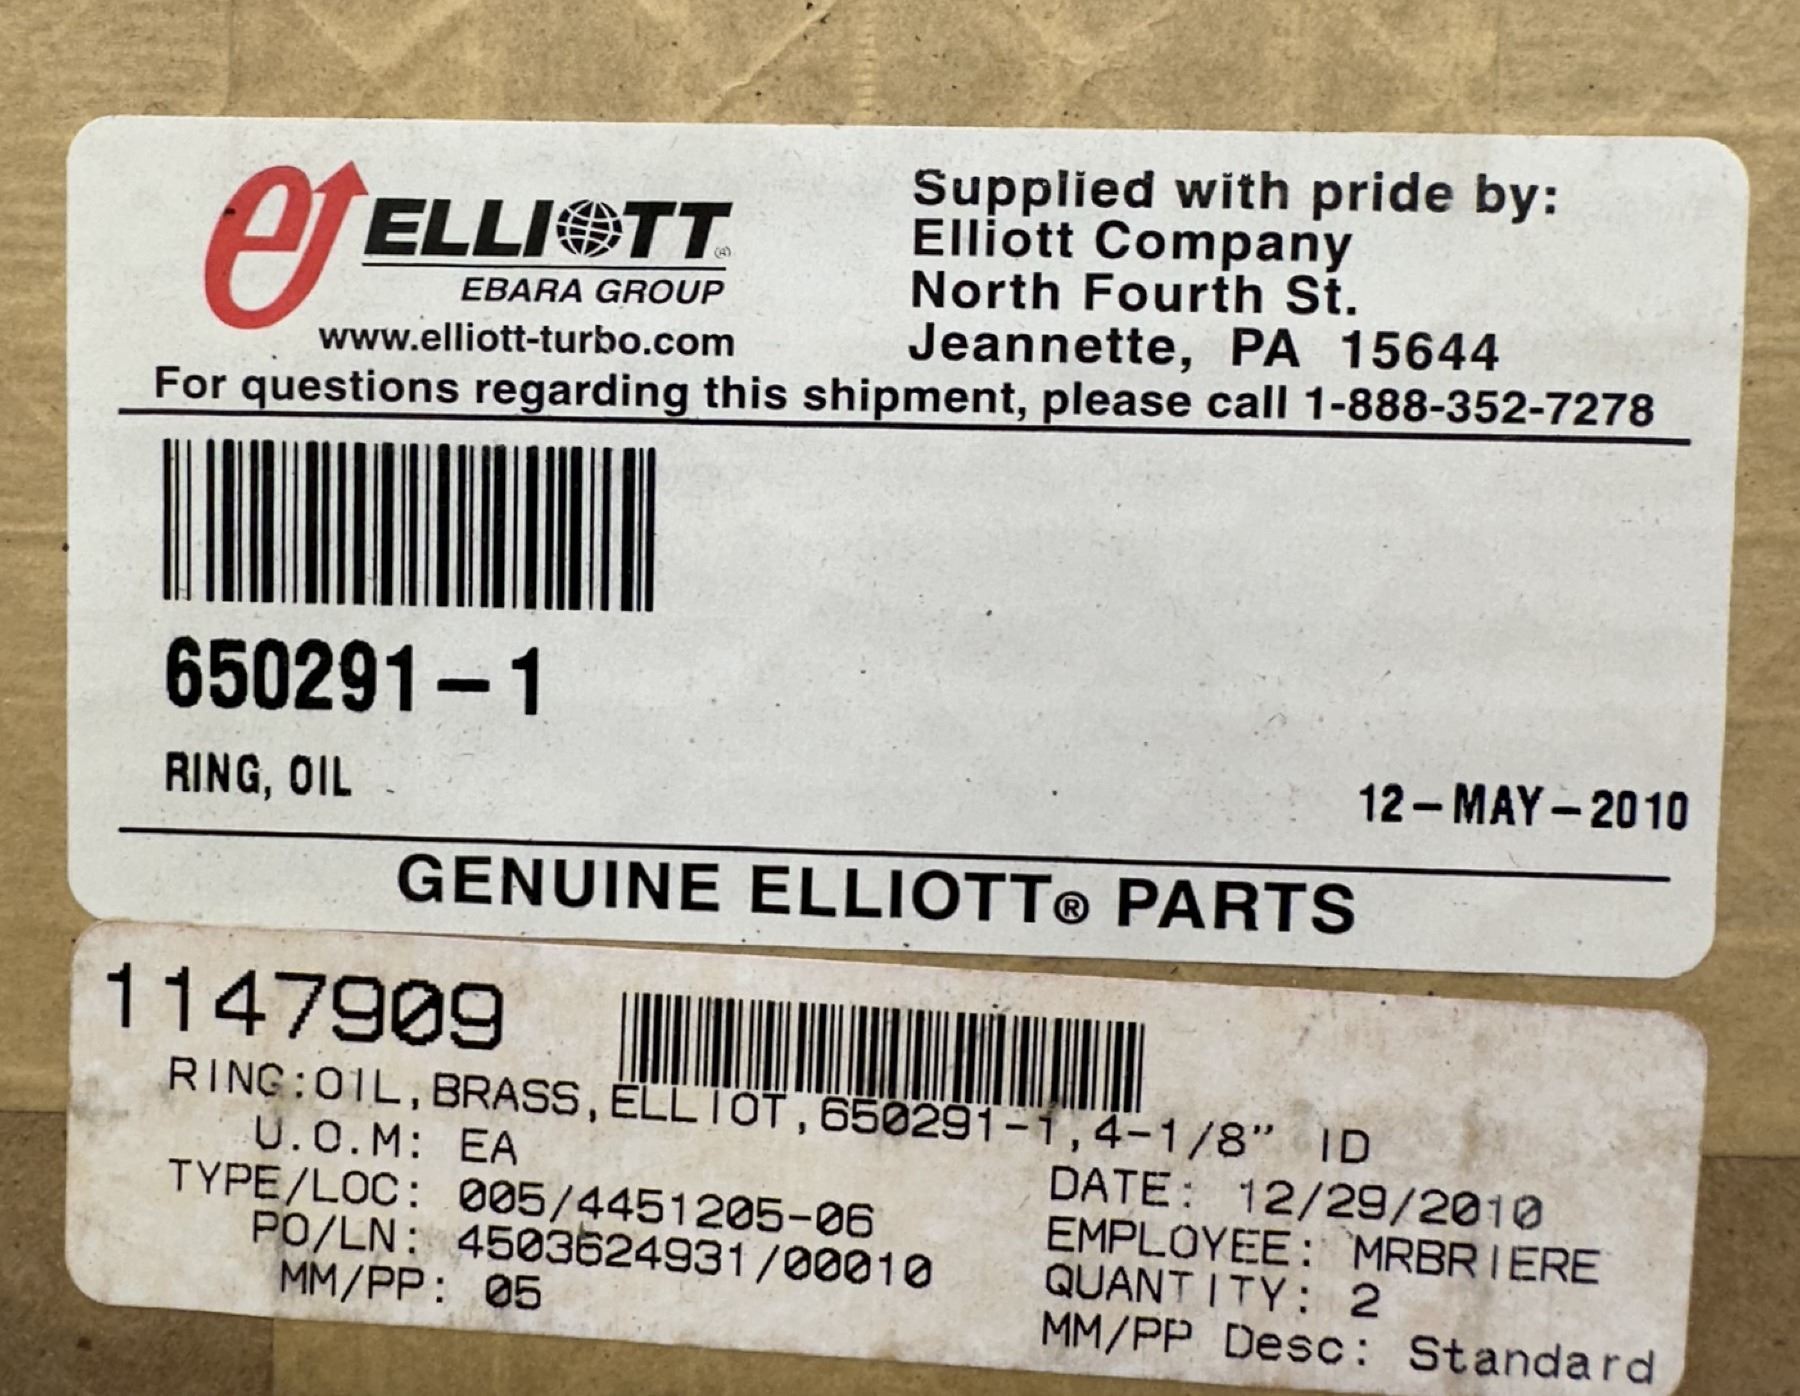 ELLIOTT®
EBARA GROUP
www.elliott-turbo.com
Supplied with pride by:
Elliott Company
North Fourth St.
Jeannette, PA 15644
For questions regarding this shipment, please call 1-888-352-7278
650291-1
RING, OIL
12-MAY-2010
GENUINE ELLIOTT® PARTS
1147909
RING:OIL,BRASS,ELLIOT,650291-1,4-1/8" ID
U.O.M: EA
TYPE/LOC: 005/4451205-06
PO/LN: 4503624931/00010
MM/PP: 05
DATE: 12/29/2010
EMPLOYEE: MRBRIERE
QUANTITY: 2
MM/PP Desc: Standard